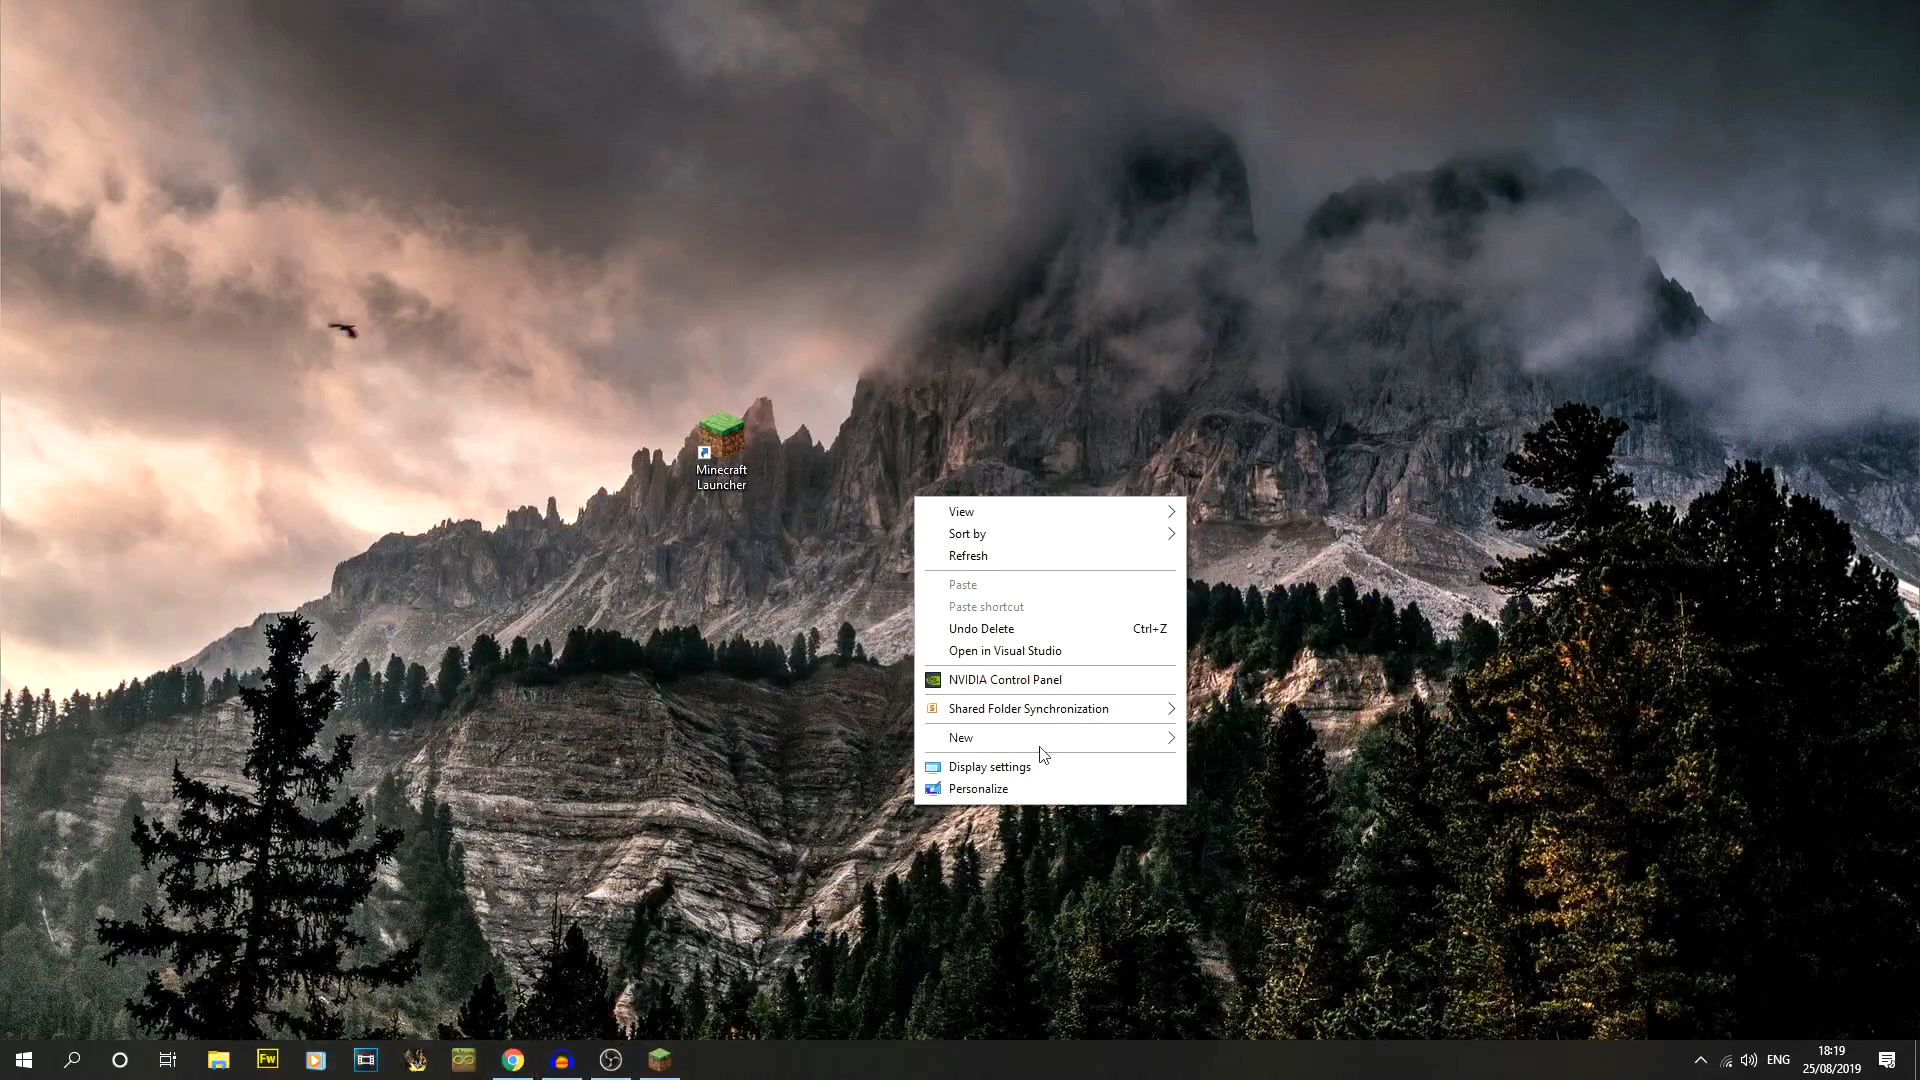 Minecraft
Launcher
View
Sort by
Refresh
Paste
Paste shortcut
Undo Delete Ctrl+Z
Open in Visual Studio
NVIDIA Control Panel
S Shared Folder Synchronization
New
Display settings
Personalize
Fw
ENG
18:19
25/08/2019